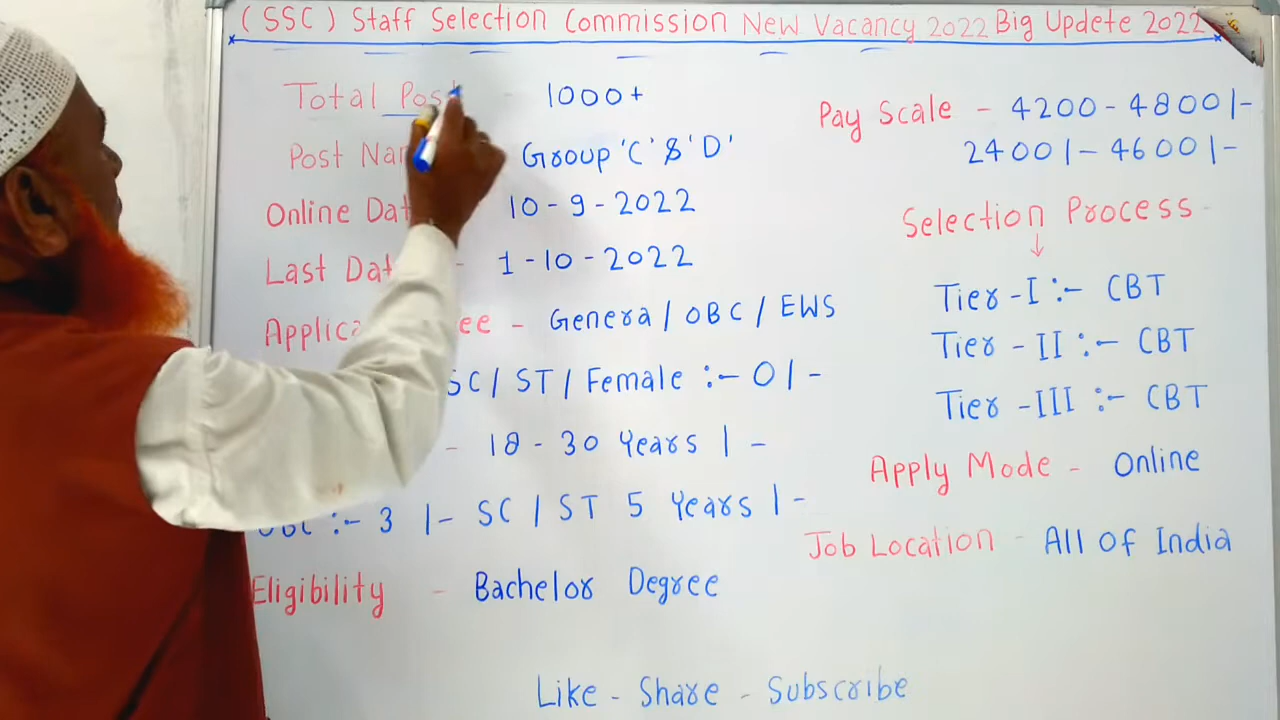 (SSC) Staff Selection Commission New Vacancy 2022 Big Updete 2022
Total Post - 1000+
Post Nam Group 'C' & 'D'
Online Dat 10-9-2022
Last Dat - 1-10-2022
Applica ee - Genera/OBC/EWS
SC/ST/Female :- 0/-
- 18-30 Years |-
OBC :- 3 |- SC/ST 5 Years |-
Eligibility - Bachelor Degree
Pay Scale - 4200-4800/-
2400/- 4600/-
Selection Process -
↓
Tier-I :- CBT
Tier-II :- CBT
Tier-III :- CBT
Apply Mode - Online
Job Location - All Of India
Like - Share - Subscribe